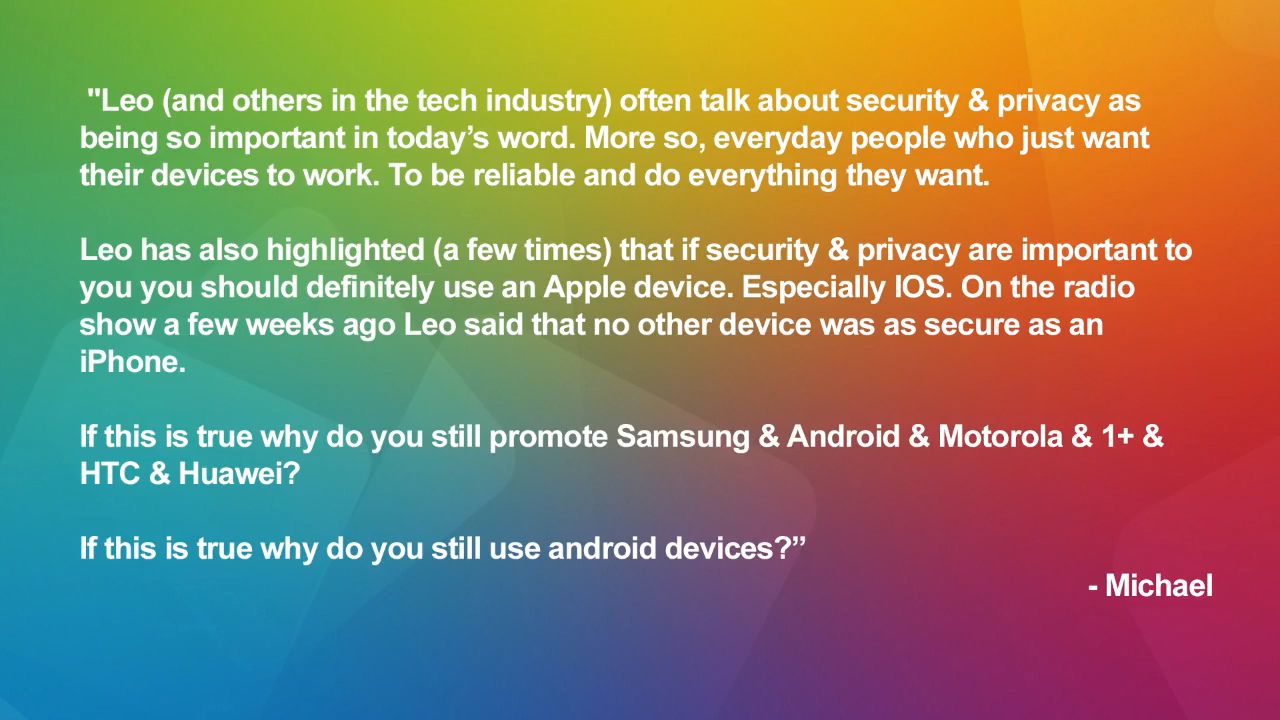 "Leo (and others in the tech industry) often talk about security & privacy as
being so important in today’s word. More so, everyday people who just want
their devices to work. To be reliable and do everything they want.
Leo has also highlighted (a few times) that if security & privacy are important to
you you should definitely use an Apple device. Especially IOS. On the radio
show a few weeks ago Leo said that no other device was as secure as an
iPhone.
If this is true why do you still promote Samsung & Android & Motorola & 1+ &
HTC & Huawei?
If this is true why do you still use android devices?”
- Michael